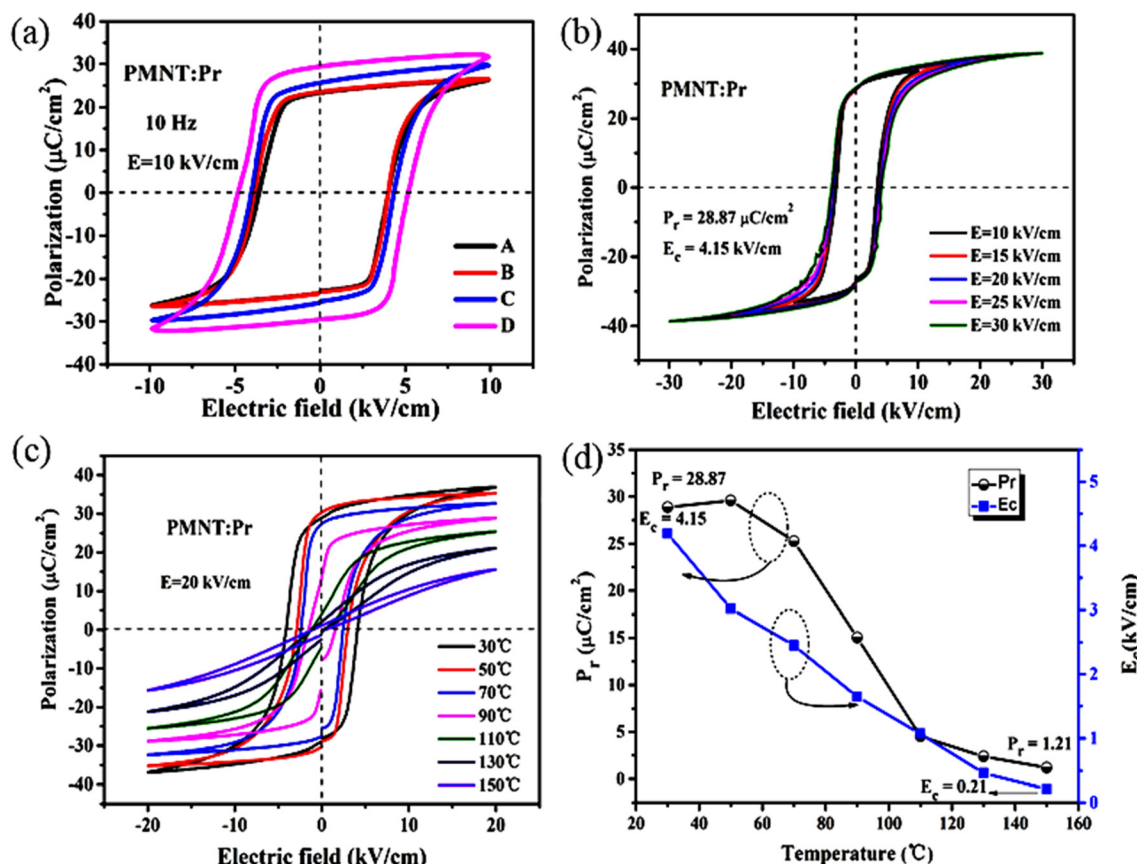 (a)
PMNT:Pr
10 Hz
E=10 kV/cm
A
B
C
D
40
30
20
10
0
-10
-20
-30
-40
-10
-5
0
5
10
Polarization (μC/cm²)
Electric field (kV/cm)
(b)
PMNT:Pr
Pr = 28.87 μC/cm²
Ec = 4.15 kV/cm
E=10 kV/cm
E=15 kV/cm
E=20 kV/cm
E=25 kV/cm
E=30 kV/cm
40
20
0
-20
-40
-30
-20
-10
0
10
20
30
Polarization (μC/cm²)
Electric field (kV/cm)
(c)
PMNT:Pr
E=20 kV/cm
30℃
50℃
70℃
90℃
110℃
130℃
150℃
40
30
20
10
0
-10
-20
-30
-40
-20
-10
0
10
20
Polarization (μC/cm²)
Electric field (kV/cm)
(d)
Pr = 28.87
Ec = 4.15
Pr
Ec
Pr = 1.21
Ec = 0.21
35
30
25
20
15
10
5
0
5
4
3
2
1
0
20
40
60
80
100
120
140
160
Pr (μC/cm²)
Ec(kV/cm)
Temperature (℃)